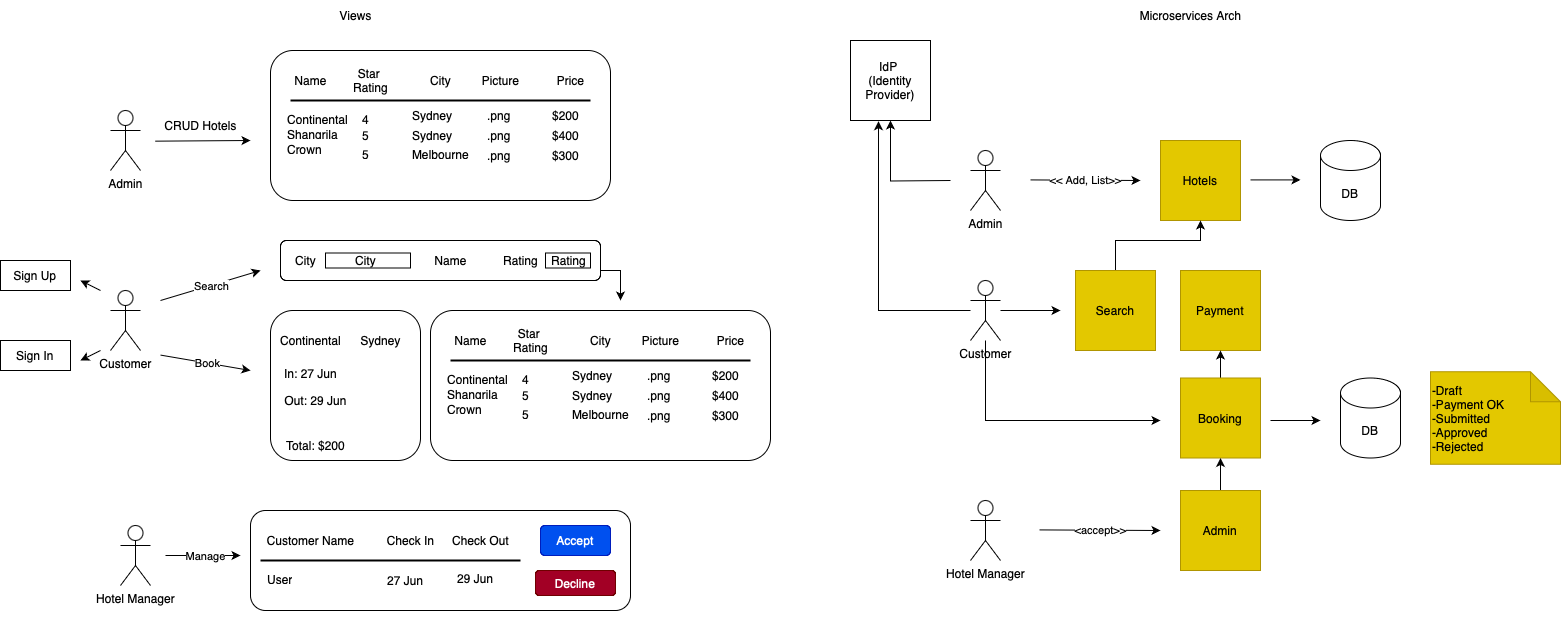 Views
Name Star Rating City Picture Price
Continental 4 Sydney .png $200
Shangrila 5 Sydney .png $400
Crown 5 Melbourne .png $300
CRUD Hotels
Admin
City City Name Rating Rating
Sign Up
Search
Sign In
Customer
Book
Continental Sydney
In: 27 Jun
Out: 29 Jun
Total: $200
Name Star Rating City Picture Price
Continental 4 Sydney .png $200
Shangrila 5 Sydney .png $400
Crown 5 Melbourne .png $300
Customer Name Check In Check Out Accept
User 27 Jun 29 Jun Decline
Manage
Hotel Manager
Microservices Arch
IdP
(Identity
Provider)
Admin
<< Add, List>>
Hotels
DB
Customer
Search
Payment
Booking
DB
-Draft
-Payment OK
-Submitted
-Approved
-Rejected
Hotel Manager
<accept>>
Admin